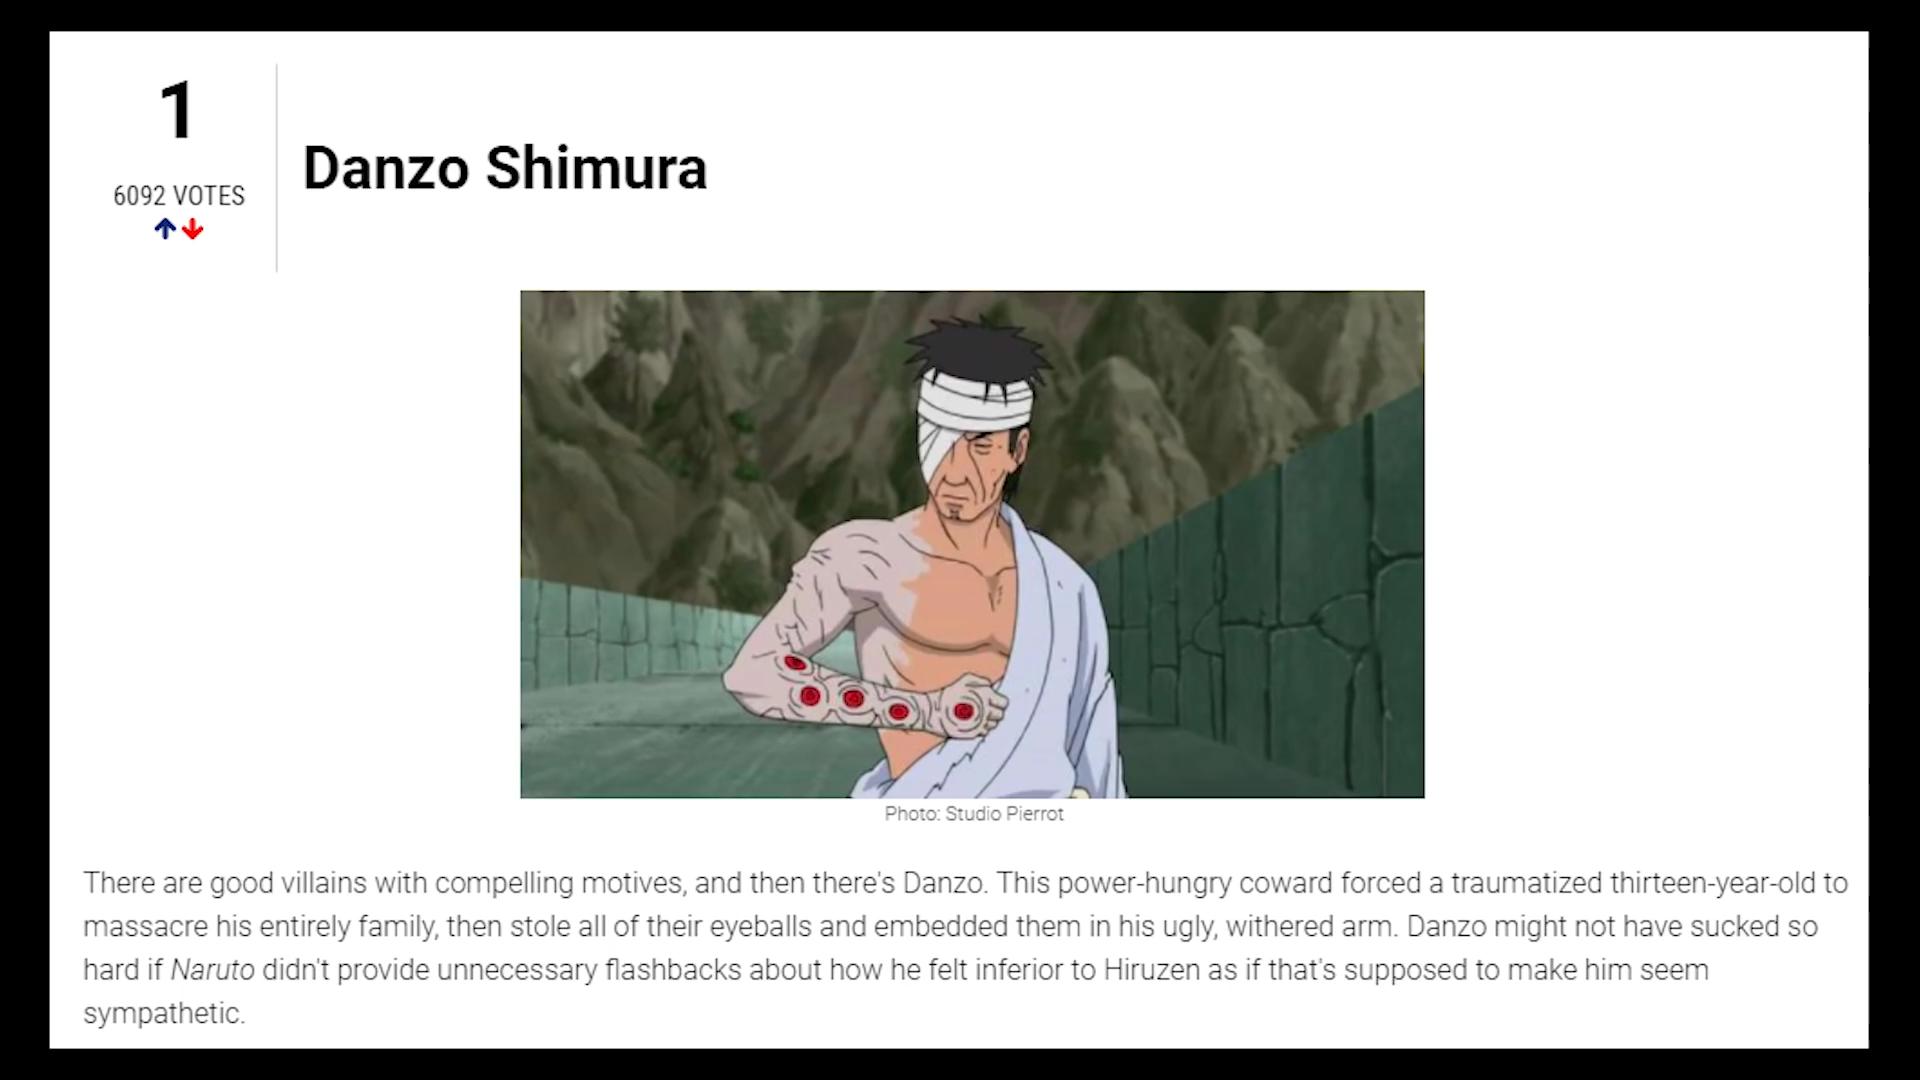 1
6092 VOTES
Danzo Shimura
Photo: Studio Pierrot
There are good villains with compelling motives, and then there's Danzo. This power-hungry coward forced a traumatized thirteen-year-old to
massacre his entirely family, then stole all of their eyeballs and embedded them in his ugly, withered arm. Danzo might not have sucked so
hard if Naruto didn't provide unnecessary flashbacks about how he felt inferior to Hiruzen as if that's supposed to make him seem
sympathetic.